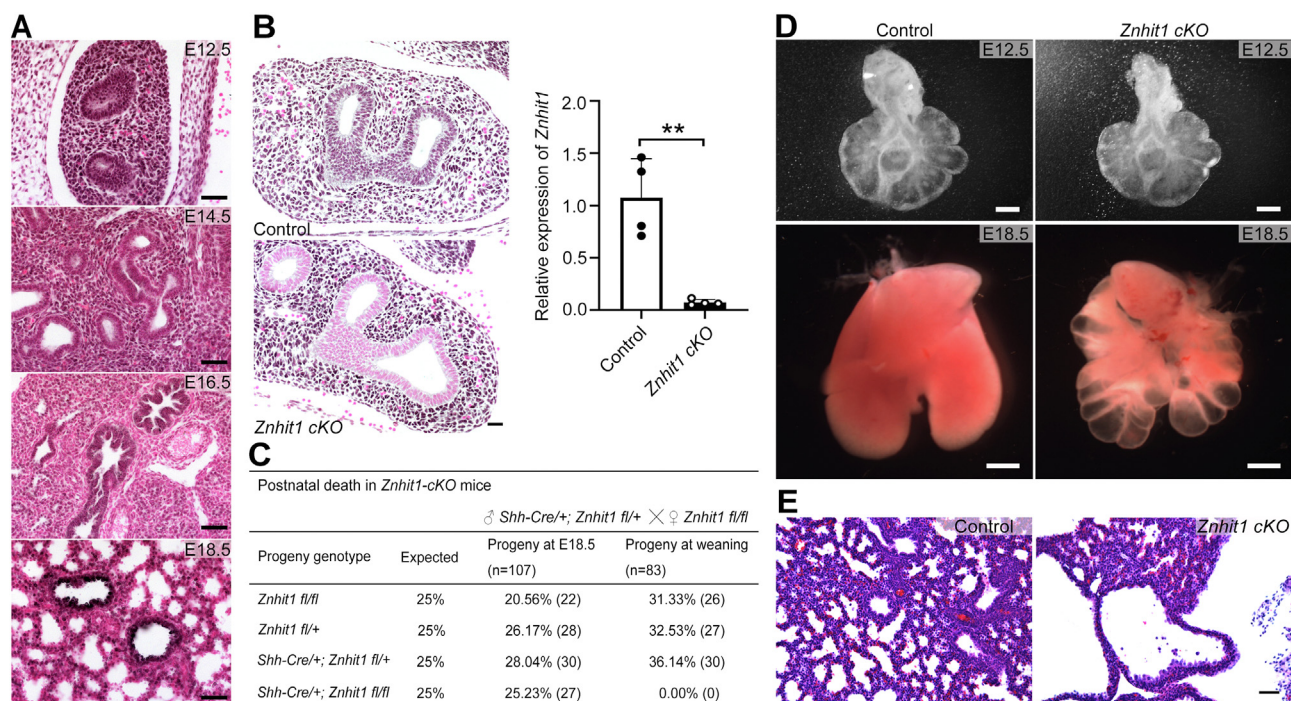 A
E12.5
E14.5
E16.5
E18.5
B
Control
Znhit1 cKO
Relative expression of Znhit1
2.0
1.5
1.0
0.5
0.0
**
Control
Znhit1 cKO
C
Postnatal death in Znhit1-cKO mice
♂ Shh-Cre/+; Znhit1 fl/+ ╳ ♀ Znhit1 fl/fl
Progeny genotype Expected Progeny at E18.5 (n=107) Progeny at weaning (n=83)
Znhit1 fl/fl 25% 20.56% (22) 31.33% (26)
Znhit1 fl/+ 25% 26.17% (28) 32.53% (27)
Shh-Cre/+; Znhit1 fl/+ 25% 28.04% (30) 36.14% (30)
Shh-Cre/+; Znhit1 fl/fl 25% 25.23% (27) 0.00% (0)
D
Control
Znhit1 cKO
E12.5
E12.5
E18.5
E18.5
E
Control
Znhit1 cKO